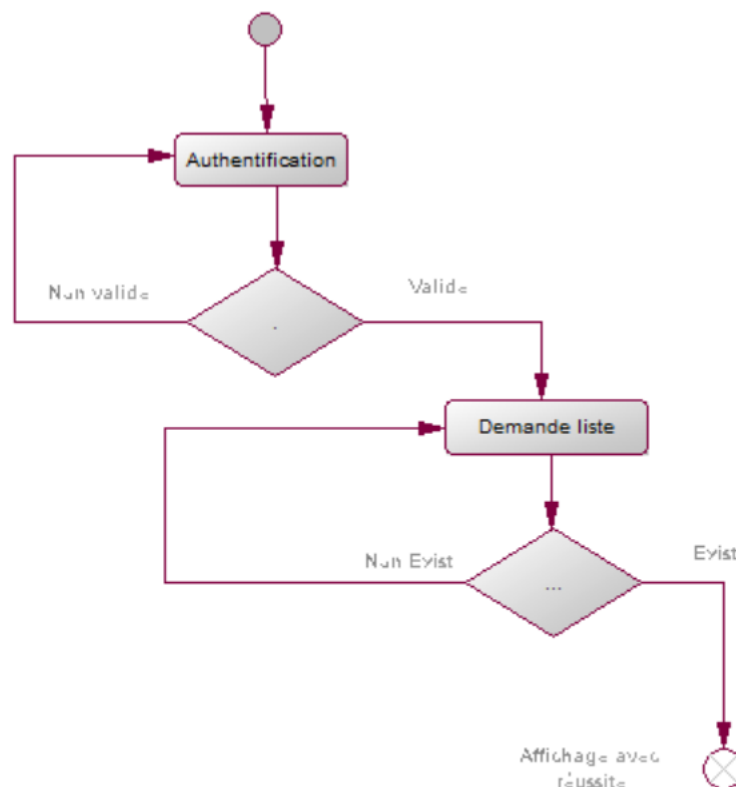 Authentification
Non valide
Valide
.
Demande liste
Non Exist
Exist
...
Affichage avec
réussite